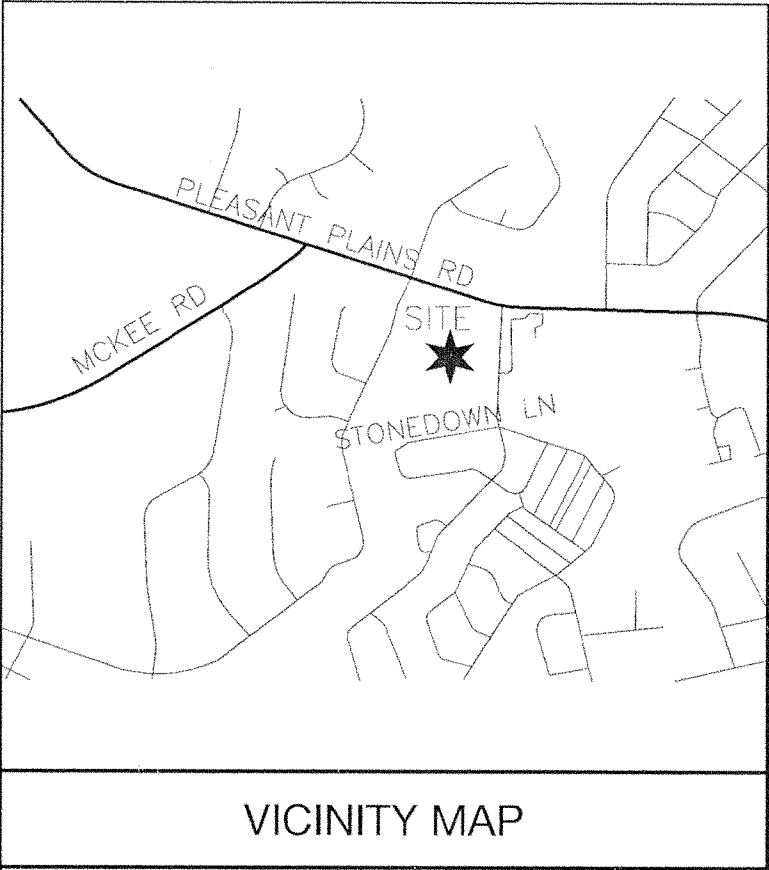 PLEASANT PLAINS RD
MCKEE RD
SITE
STONEDOWN LN
VICINITY MAP